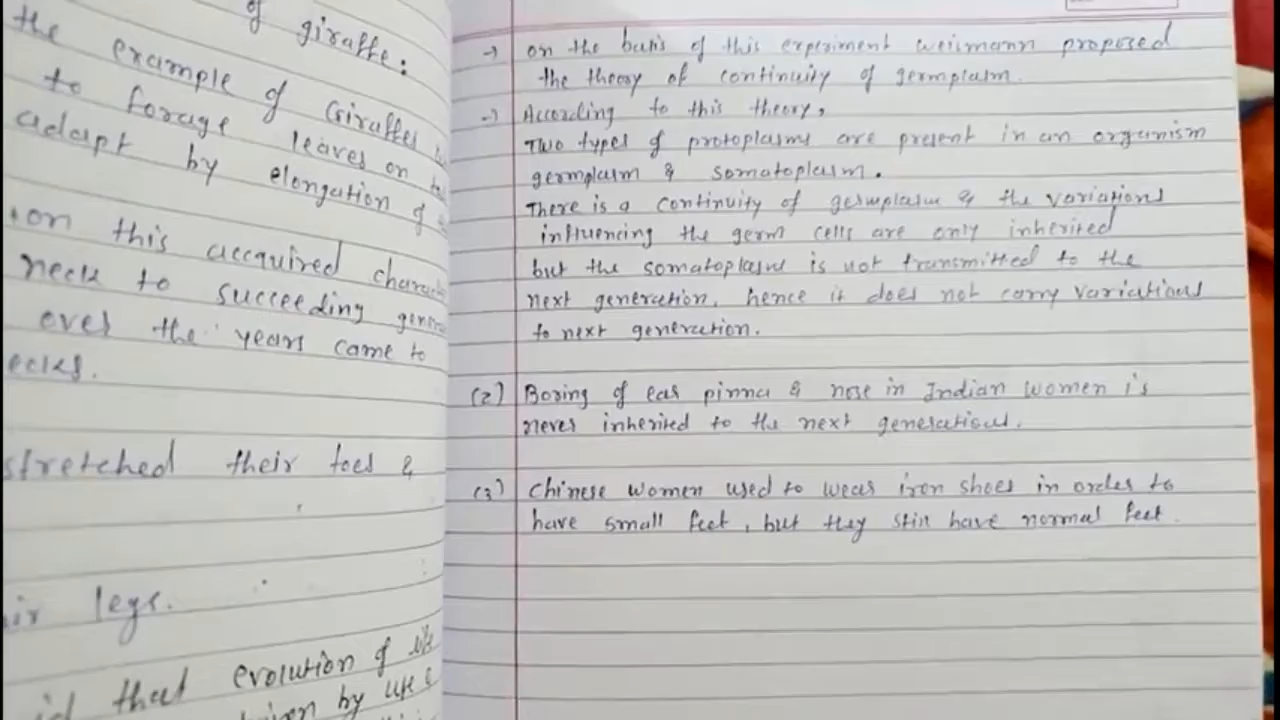 of giraffe:
the example of Giraffes
to forage leaves on
adapt by elongation of
on this accquired
neck to succeeding
over the years came to
stretched their toes &
legs.
that evolution of
by use
→ on the basis of this experiment weismann proposed
the theory of continuity of germplasm.
→ According to this theory,
Two types of protoplasms are present in an organism
germplasm & somatoplasm.
There is a continuity of germplasm & the variations
influencing the germ cells are only inherited
but the somatoplasm is not transmitted to the
next generation, hence it does not carry variations
to next generation.
(2) Boring of ear pinna & nose in Indian women is
never inherited to the next generations.
(3) Chinese women used to wear iron shoes in order to
have small feet, but they still have normal feet.